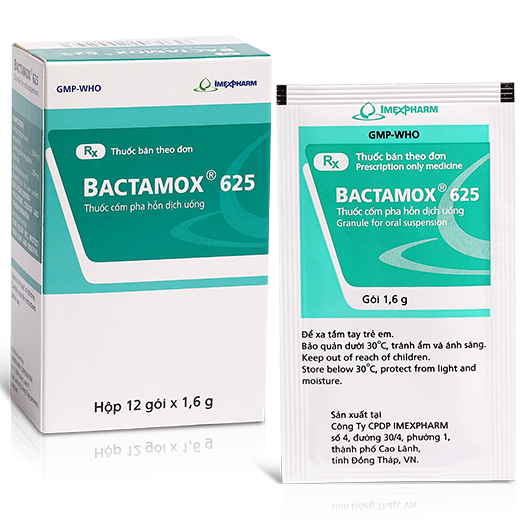 IMEXPHARM
GMP-WHO
Rx Thuốc bán theo đơn
BACTAMOX® 625
Thuốc cốm pha hỗn dịch uống
Hộp 12 gói x 1,6 g
IMEXPHARM
GMP-WHO
Rx Thuốc bán theo đơn
Prescription only medicine
BACTAMOX® 625
Thuốc cốm pha hỗn dịch uống
Granule for oral suspension
Gói 1,6 g
Để xa tầm tay trẻ em.
Bảo quản dưới 30°C, tránh ẩm và ánh sáng.
Keep out of reach of children.
Store below 30°C, protect from light and
moisture.
Sản xuất tại
Công Ty CPDP IMEXPHARM
số 4, đường 30/4, phường 1,
thành phố Cao Lãnh,
tỉnh Đồng Tháp, VN.